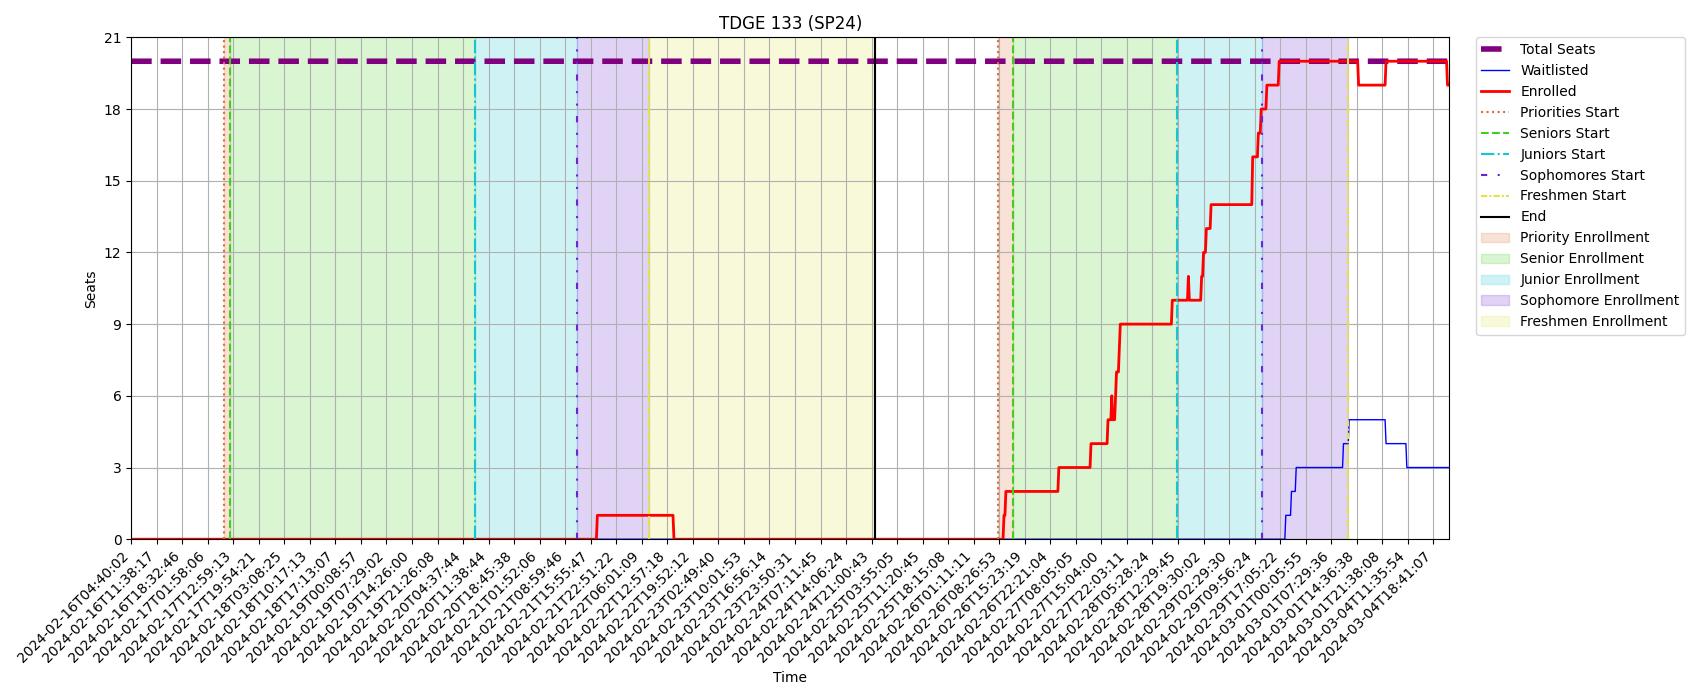 TDGE 133 (SP24)
21
18
15
12
9
6
3
0
Seats
2024-02-16T04:40:02
2024-02-16T11:38:17
2024-02-16T18:32:46
2024-02-17T01:58:06
2024-02-17T12:59:13
2024-02-17T19:54:21
2024-02-18T03:08:25
2024-02-18T10:17:13
2024-02-18T17:13:07
2024-02-19T00:08:57
2024-02-19T07:29:02
2024-02-19T14:26:00
2024-02-19T21:26:08
2024-02-20T04:37:44
2024-02-20T11:38:44
2024-02-20T18:45:38
2024-02-21T01:52:06
2024-02-21T08:59:46
2024-02-21T15:55:47
2024-02-21T22:51:22
2024-02-22T06:01:09
2024-02-22T12:57:18
2024-02-22T19:52:12
2024-02-23T02:49:40
2024-02-23T10:01:53
2024-02-23T16:56:14
2024-02-23T23:50:31
2024-02-24T07:11:45
2024-02-24T14:06:24
2024-02-24T21:00:43
2024-02-25T03:55:05
2024-02-25T11:20:45
2024-02-25T18:15:08
2024-02-26T01:11:11
2024-02-26T08:26:53
2024-02-26T15:23:19
2024-02-26T22:21:04
2024-02-27T08:05:05
2024-02-27T15:04:00
2024-02-27T22:03:11
2024-02-28T05:28:24
2024-02-28T12:29:45
2024-02-28T19:30:02
2024-02-29T02:29:30
2024-02-29T09:56:24
2024-02-29T17:05:22
2024-03-01T00:05:55
2024-03-01T07:29:36
2024-03-01T14:36:38
2024-03-01T21:38:08
2024-03-04T11:35:54
2024-03-04T18:41:07
Time
Total Seats
Waitlisted
Enrolled
Priorities Start
Seniors Start
Juniors Start
Sophomores Start
Freshmen Start
End
Priority Enrollment
Senior Enrollment
Junior Enrollment
Sophomore Enrollment
Freshmen Enrollment